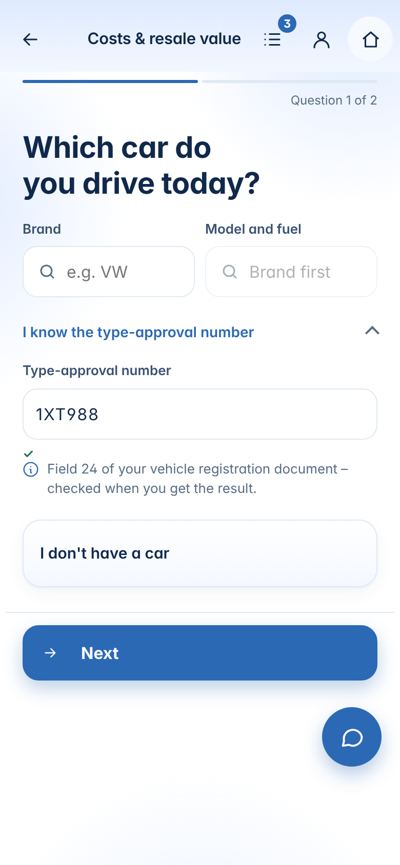 Costs & resale value
3
Question 1 of 2
Which car do
you drive today?
Brand
Model and fuel
e.g. VW
Brand first
I know the type-approval number
Type-approval number
1XT988
Field 24 of your vehicle registration document –
checked when you get the result.
I don't have a car
Next